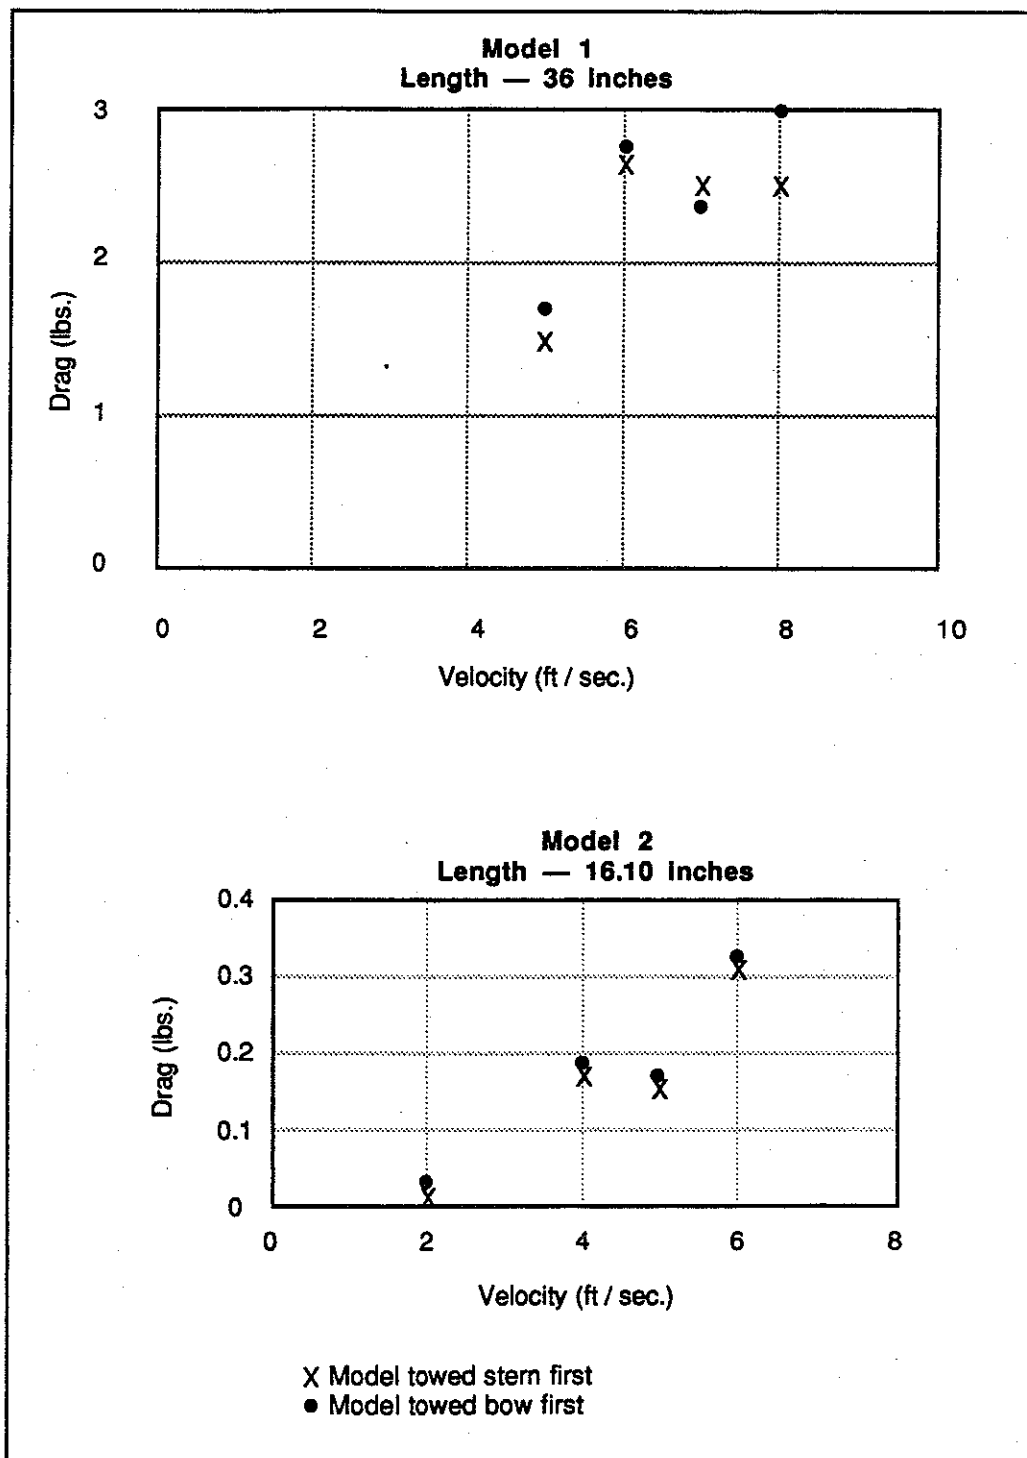 Model 1
Length — 36 inches
3
2
1
0
Drag (lbs.)
0 2 4 6 8 10
Velocity (ft / sec.)
Model 2
Length — 16.10 inches
0.4
0.3
0.2
0.1
0
Drag (lbs.)
0 2 4 6 8
Velocity (ft / sec.)
X Model towed stern first
● Model towed bow first